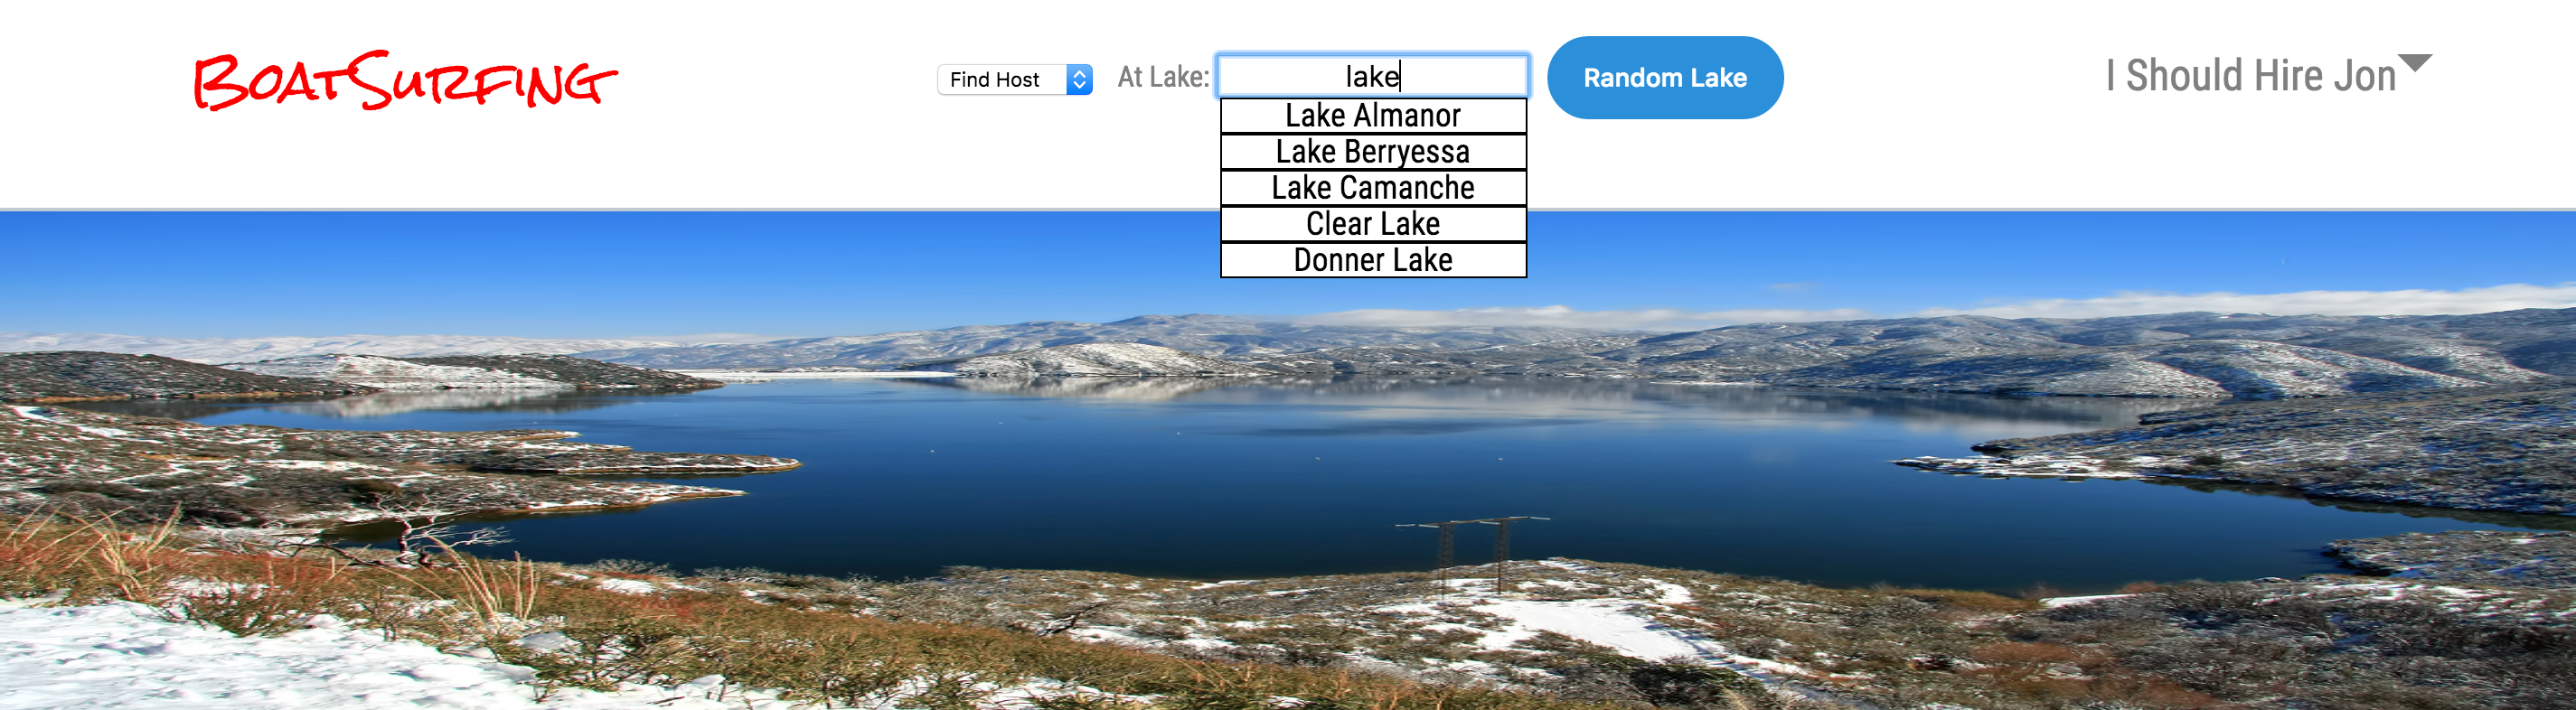 BoatSurfing
Find Host At Lake: lake Random Lake
I Should Hire Jon
Lake Almanor
Lake Berryessa
Lake Camanche
Clear Lake
Donner Lake